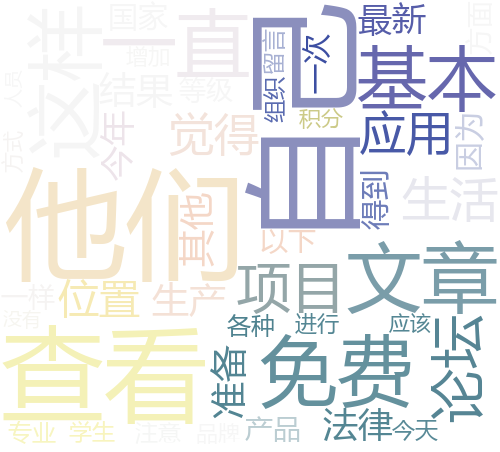 国家
最新
方面
这样
一直
增加
组织
留言
一次
自己
基本
但
结果
等级
积分
应用
因为
今年
觉得
方式
他们
其他
得到
生活
以下
一样
没有
位置
生产
项目
文章
各种
进行
应该
查看
准备
免费
论坛
专业
学生
注意
品牌
产品
法律
今天